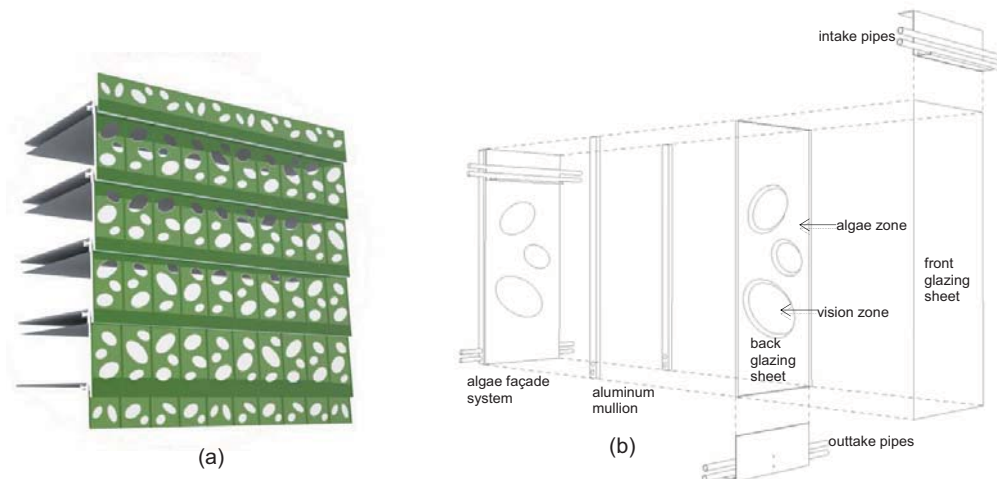 intake pipes
algae zone
front
glazing
sheet
vision zone
back
glazing
sheet
algae façade
system
aluminum
mullion
outtake pipes
(a)
(b)